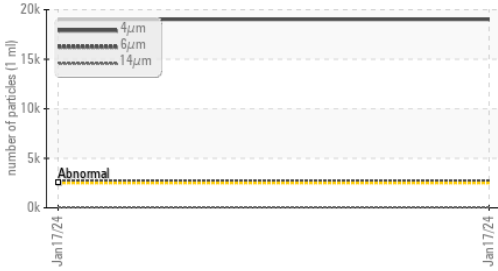 number of particles (1 ml)
20k
15k
10k
5k
0k
4µm
6µm
14µm
Abnormal
Jan17/24
Jan17/24